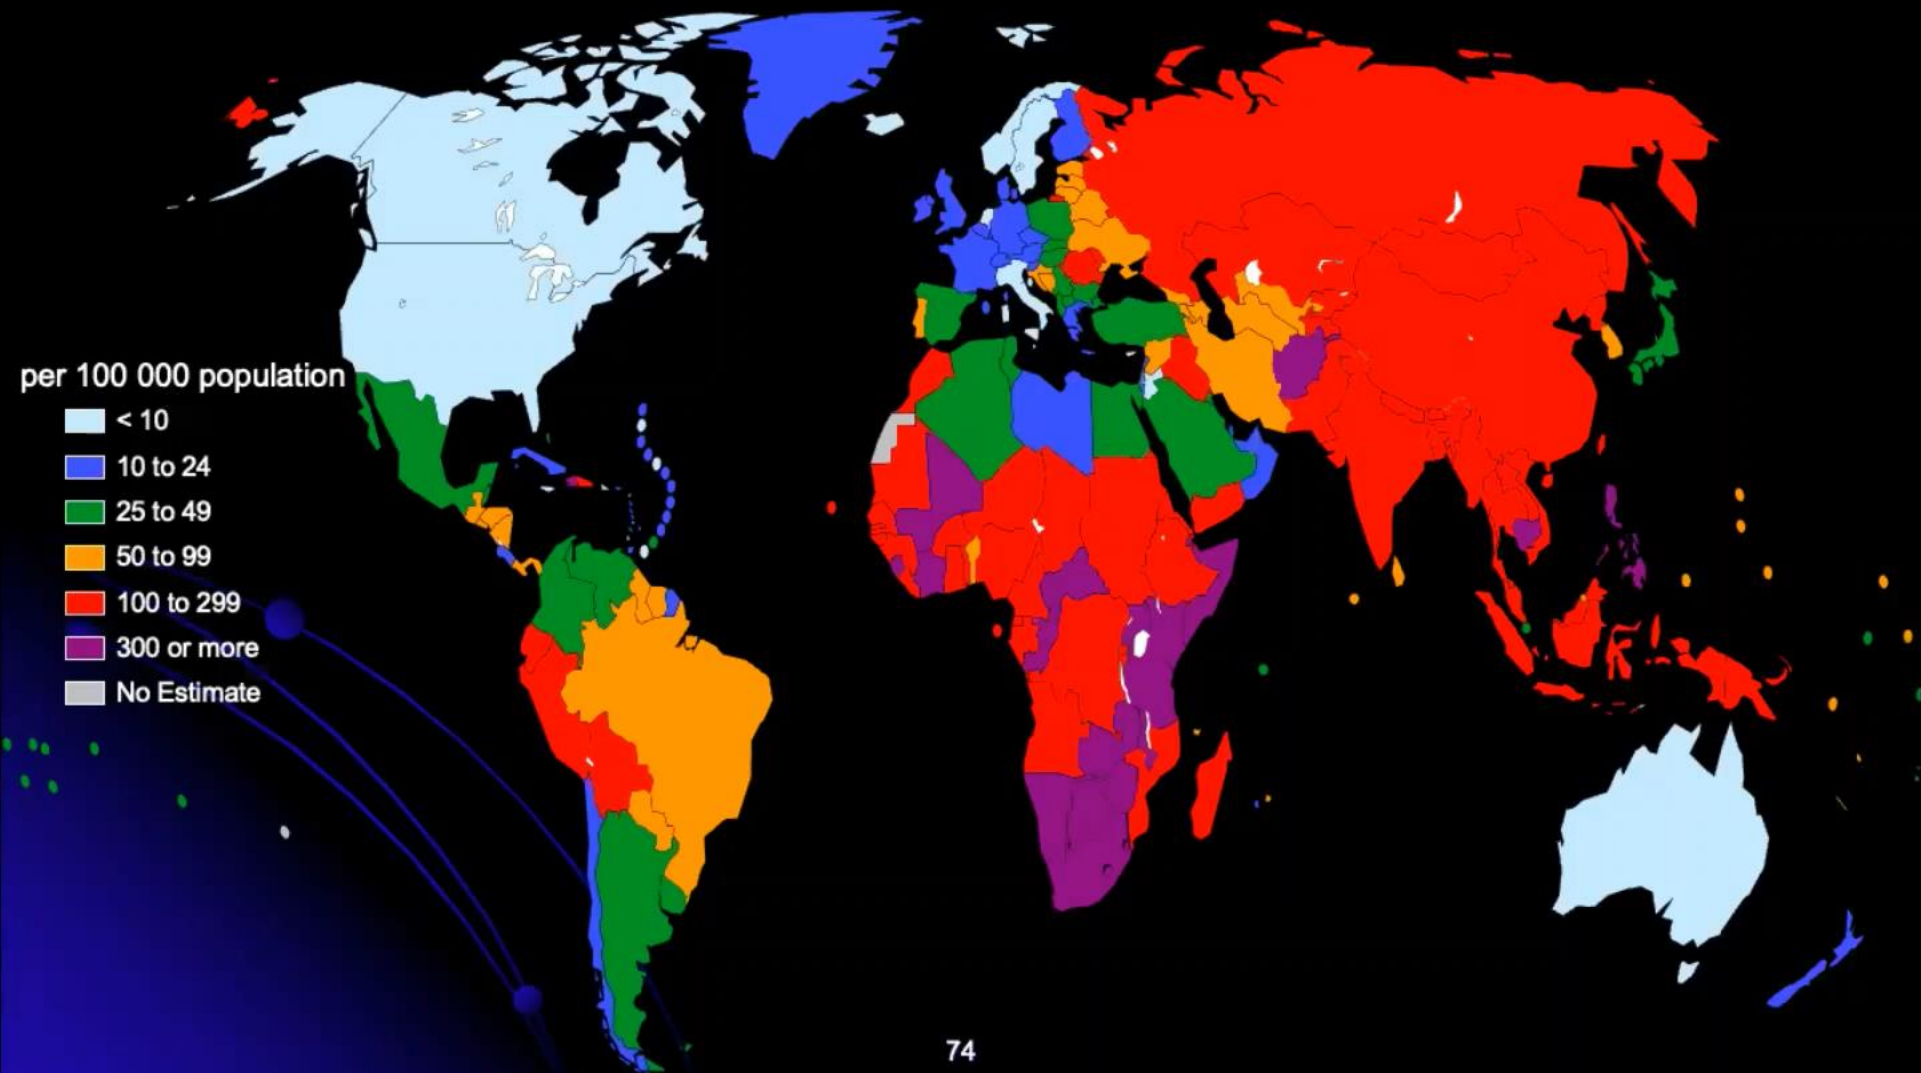 per 100 000 population
< 10
10 to 24
25 to 49
50 to 99
100 to 299
300 or more
No Estimate
74